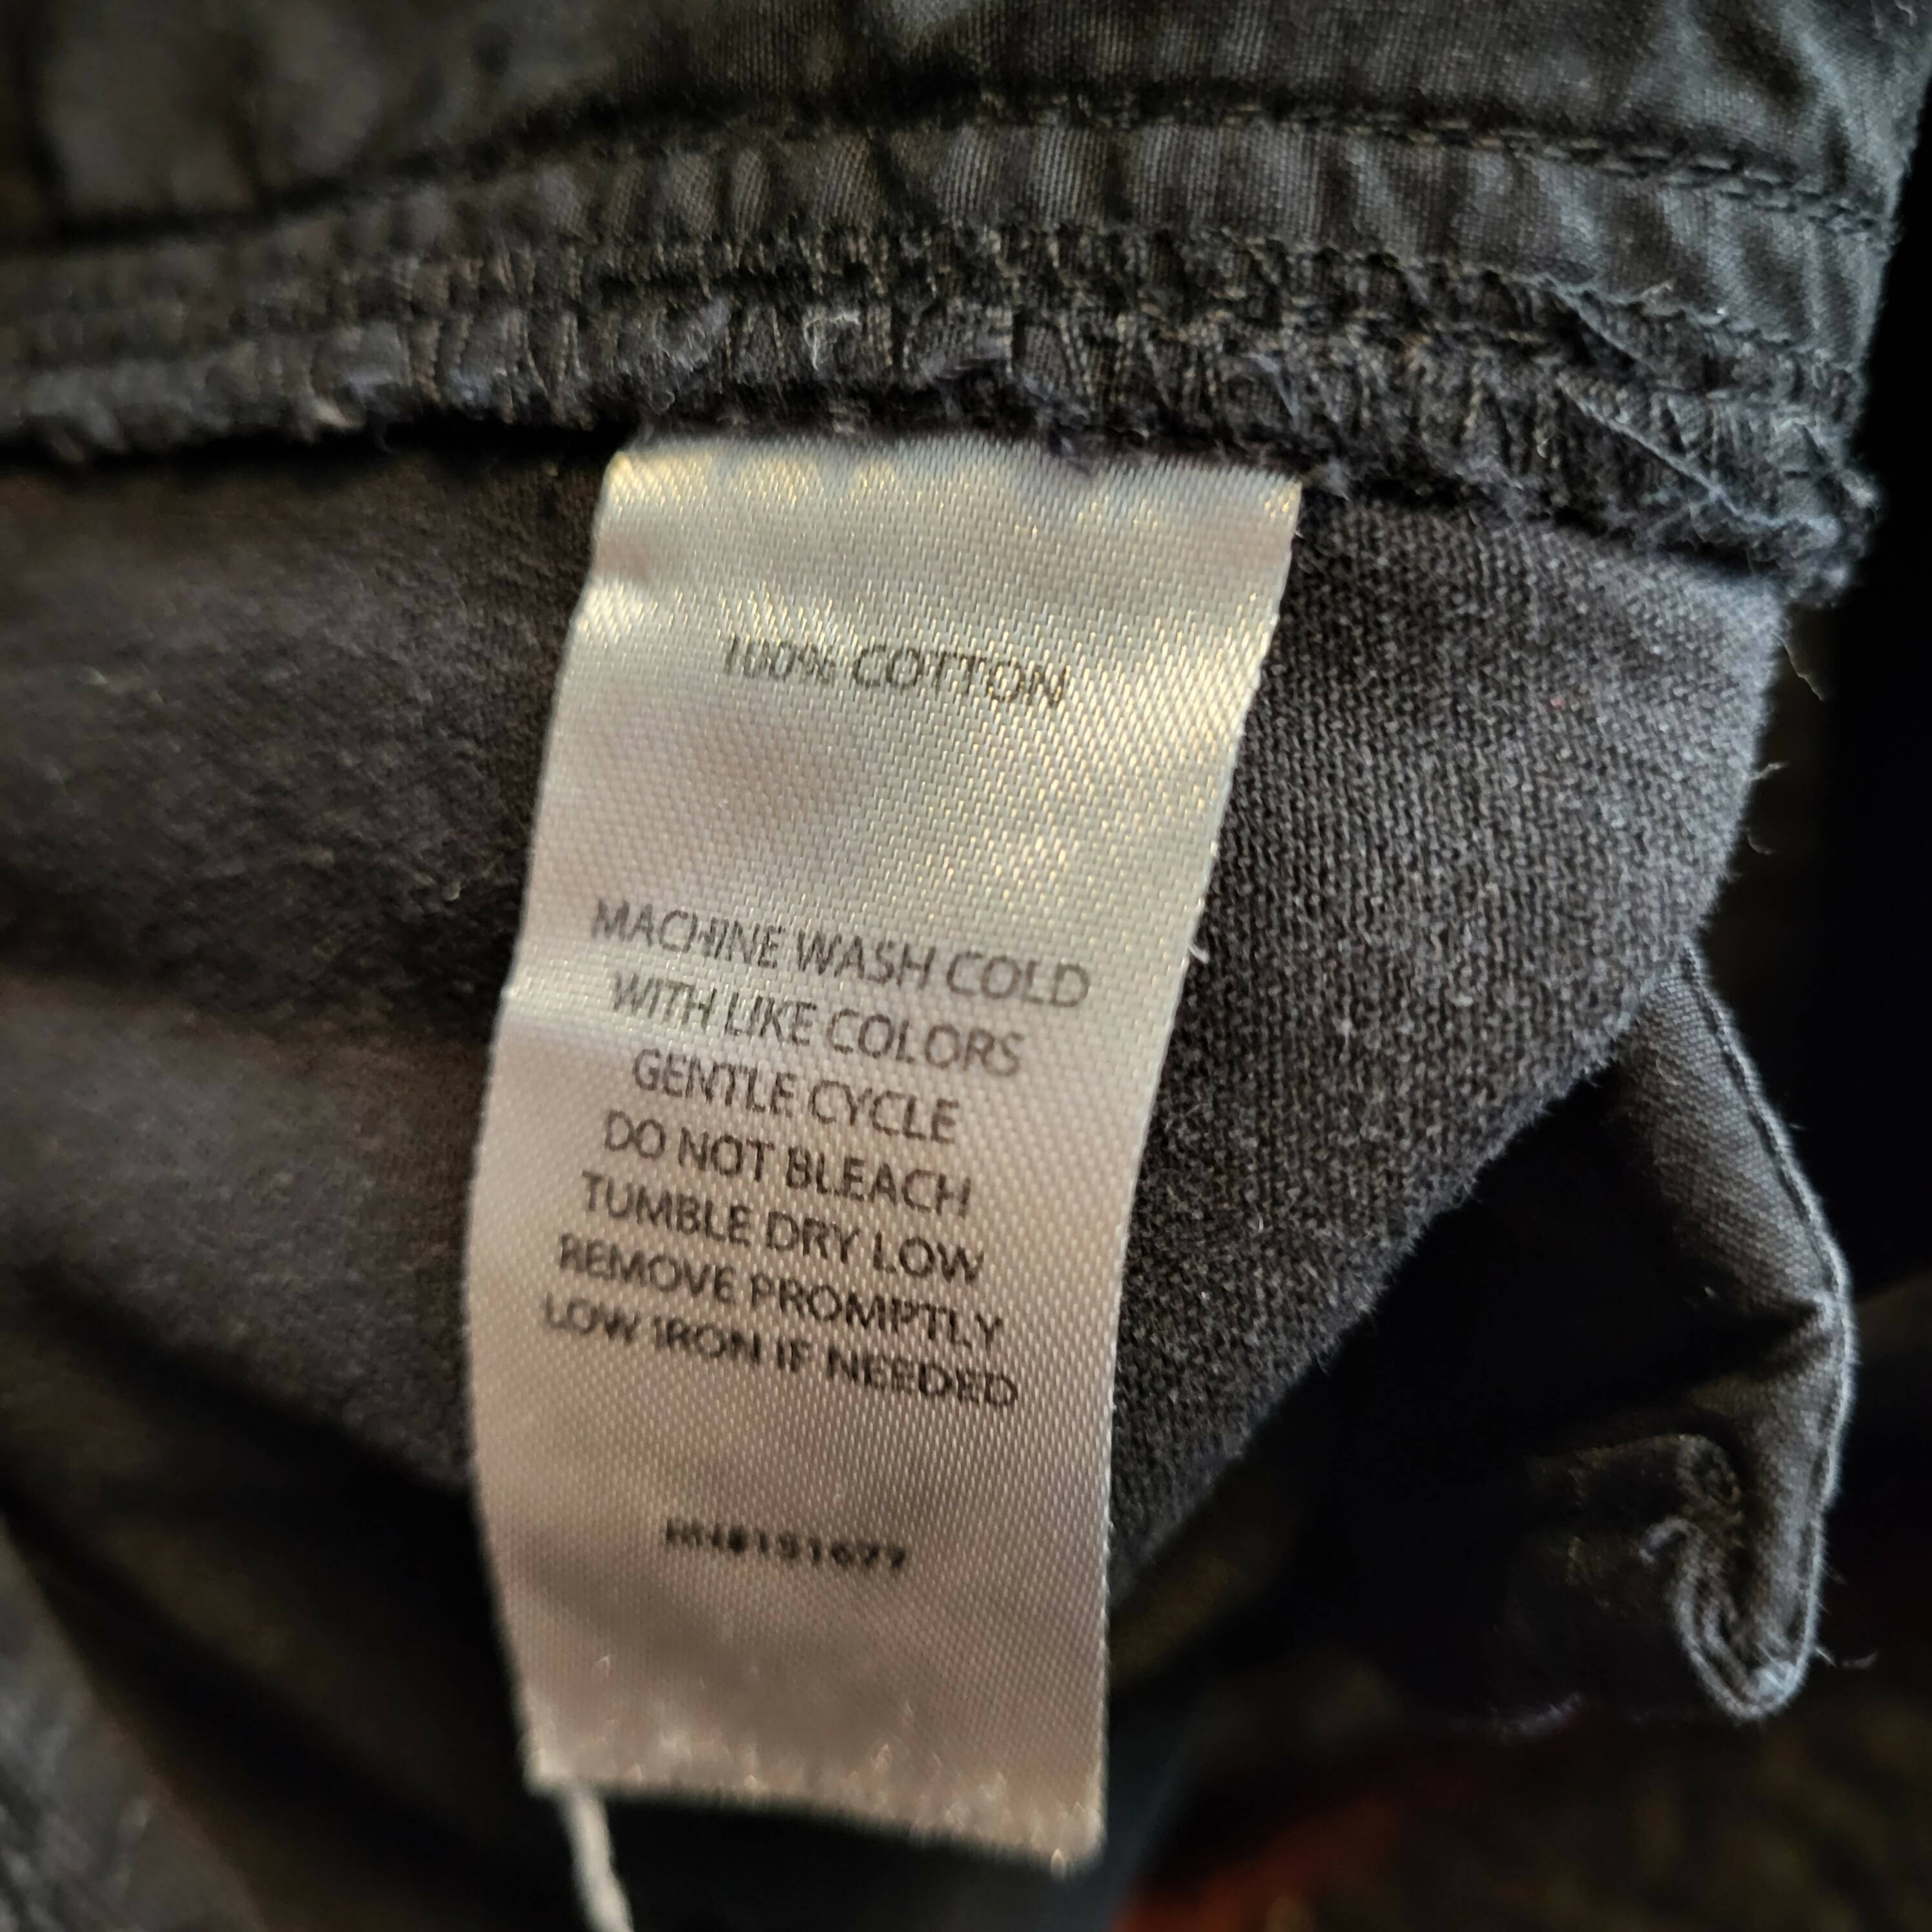 100% COTTON
MACHINE WASH COLD
WITH LIKE COLORS
GENTLE CYCLE
DO NOT BLEACH
TUMBLE DRY LOW
REMOVE PROMPTLY
LOW IRON IF NEEDED